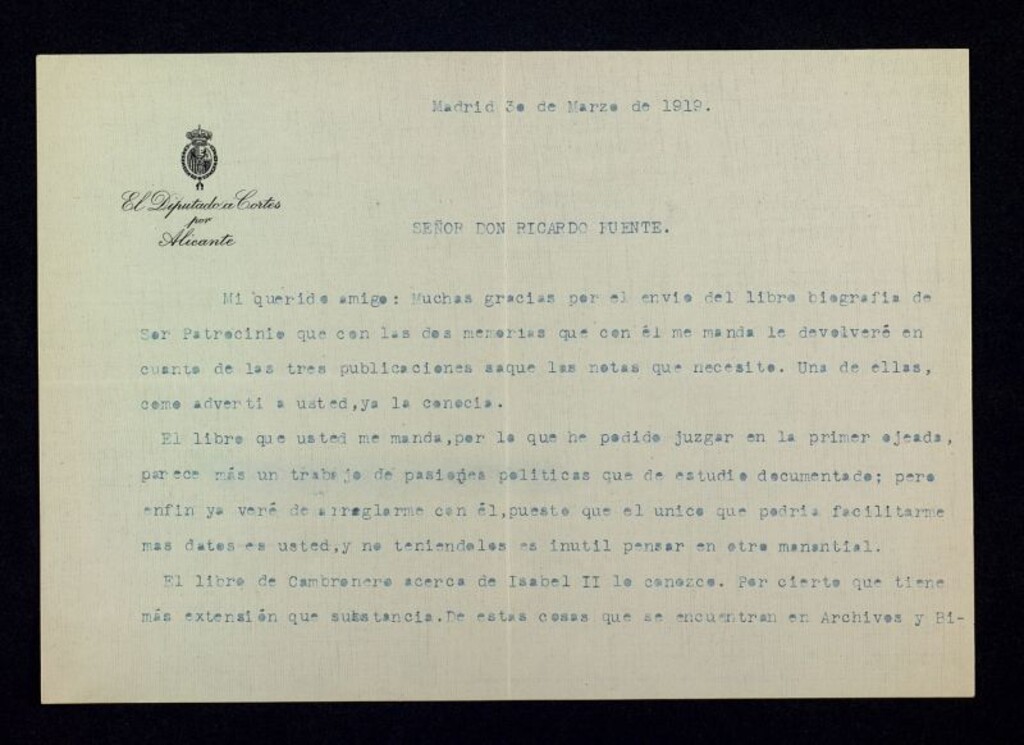 Madrid 30 de Marzo de 1919.
El Diputado a Cortes
por
Alicante
SEÑOR DON RICARDO FUENTE.
Mi querido amigo: Muchas gracias por el envio del libro biografia de
Sor Patrocinio que con las dos memorias que con él me manda le devolveré en
cuanto de las tres publicaciones saque las notas que necesito. Una de ellas,
como adverti a usted,ya la conocia.
El libro que usted me manda,por lo que he podido juzgar en la primer ojeada,
parece más un trabajo de pasiones politicas que de estudio documentado; pero
enfin ya veré de arreglarme con él,puesto que el unico que podria facilitarme
mas datos es usted,y no teniendolos es inutil pensar en otro manantial.
El libro de Cambronero acerca de Isabel II lo conozco. Por cierto que tiene
más extensión que substancia.De estas cosas que se encuentran en Archivos y Bi-